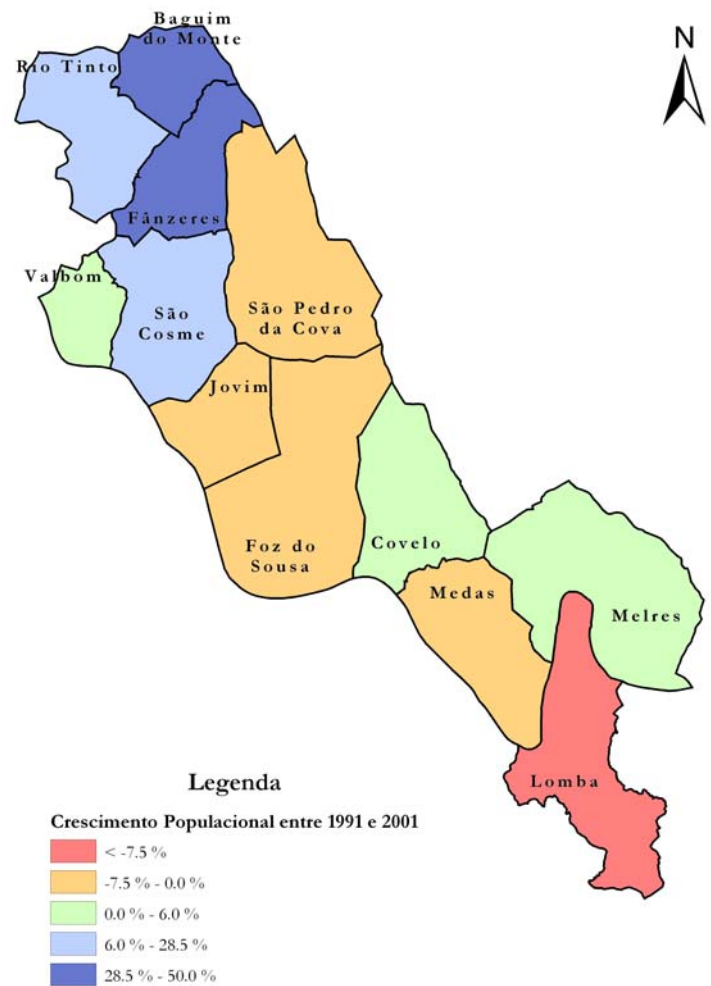 Baguim
do Monte
N
Rio Tinto
Fânzeres
Valbom
São
Cosme
São Pedro
da Cova
Jovim
Foz do
Sousa
Covelo
Medas
Melres
Lomba
Legenda
Crescimento Populacional entre 1991 e 2001
< -7.5 %
-7.5 % - 0.0 %
0.0 % - 6.0 %
6.0 % - 28.5 %
28.5 % - 50.0 %